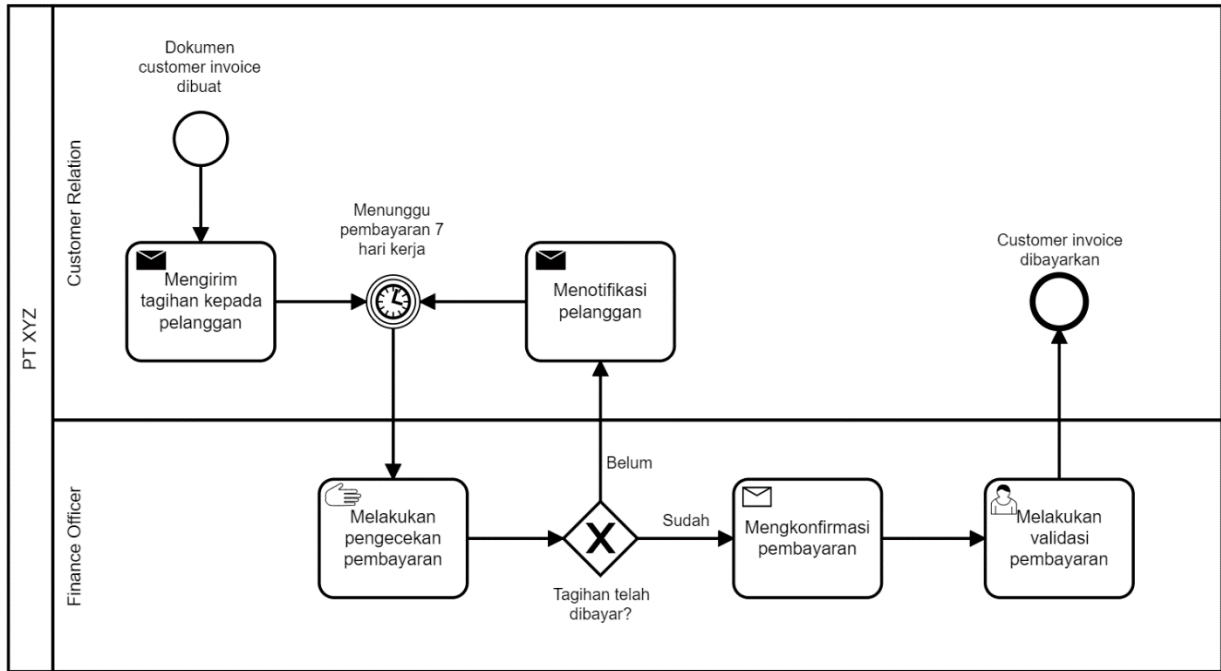 PT XYZ
Customer Relation
Dokumen
customer invoice
dibuat
Mengirim
tagihan kepada
pelanggan
Menunggu
pembayaran 7
hari kerja
Menotifikasi
pelanggan
Customer invoice
dibayarkan
Finance Officer
Melakukan
pengecekan
pembayaran
Belum
Tagihan telah
dibayar?
Sudah
Mengkonfirmasi
pembayaran
Melakukan
validasi
pembayaran